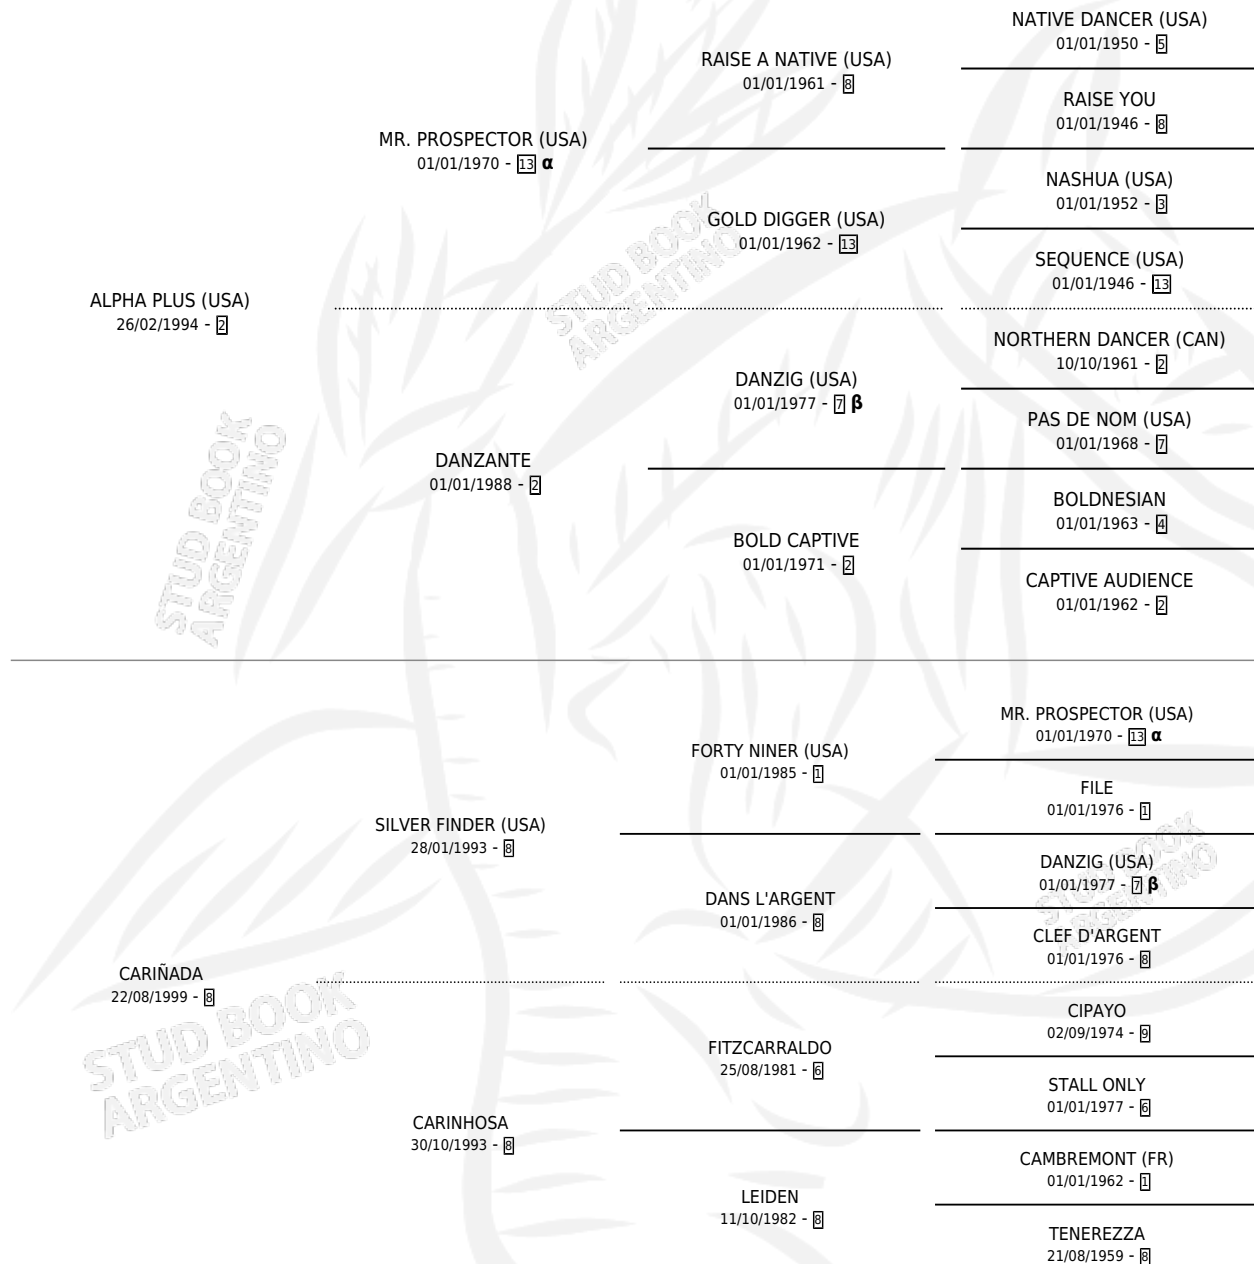 NATIVE DANCER (USA)
01/01/1950 - 5
RAISE A NATIVE (USA)
01/01/1961 - 8
RAISE YOU
01/01/1946 - 8
MR. PROSPECTOR (USA)
01/01/1970 - 13 α
NASHUA (USA)
01/01/1952 - 3
GOLD DIGGER (USA)
01/01/1962 - 13
SEQUENCE (USA)
01/01/1946 - 13
ALPHA PLUS (USA)
26/02/1994 - 2
NORTHERN DANCER (CAN)
10/10/1961 - 2
DANZIG (USA)
01/01/1977 - 7 β
PAS DE NOM (USA)
01/01/1968 - 7
DANZANTE
01/01/1988 - 2
BOLDNESIAN
01/01/1963 - 4
BOLD CAPTIVE
01/01/1971 - 2
CAPTIVE AUDIENCE
01/01/1962 - 2
MR. PROSPECTOR (USA)
01/01/1970 - 13 α
FORTY NINER (USA)
01/01/1985 - 1
FILE
01/01/1976 - 1
SILVER FINDER (USA)
28/01/1993 - 8
DANZIG (USA)
01/01/1977 - 7 β
DANS L'ARGENT
01/01/1986 - 8
CLEF D'ARGENT
01/01/1976 - 8
CARIÑADA
22/08/1999 - 8
CIPAYO
02/09/1974 - 9
FITZCARRALDO
25/08/1981 - 6
STALL ONLY
01/01/1977 - 6
CARINHOSA
30/10/1993 - 8
CAMBREMONT (FR)
01/01/1962 - 1
LEIDEN
11/10/1982 - 8
TENEREZZA
21/08/1959 - 8
STUD BOOK
ARGENTINO
STUD BOOK
ARGENTINO
STUD BOOK
ARGENTINO
STUD BOOK
ARGENTINO